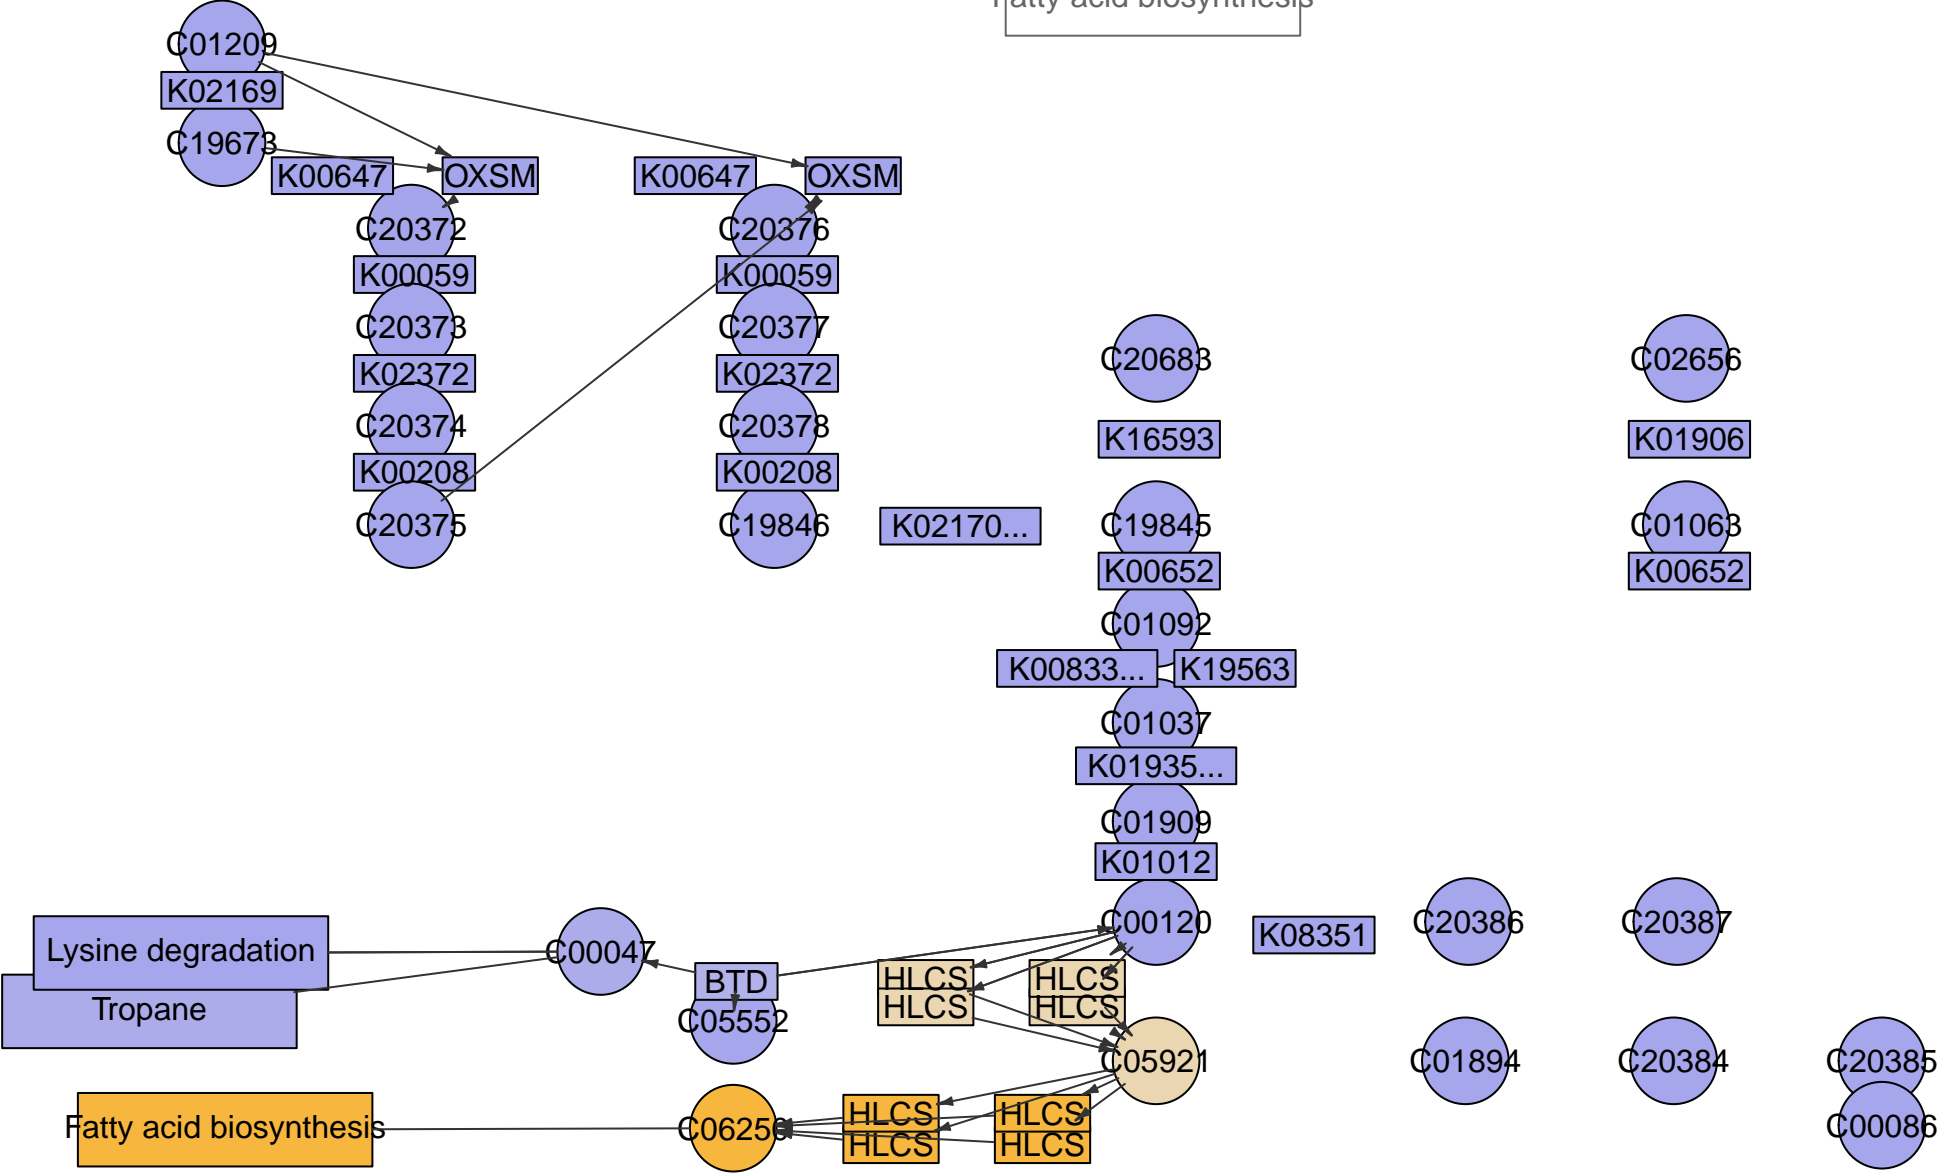 Fatty acid biosynthesis
C01209
K02169
C19673
K00647
OXSM
K00647
OXSM
C20372
C20376
K00059
K00059
C20373
C20377
C20683
C02656
K02372
K02372
C20374
C20378
K16593
K01906
K00208
K00208
C20375
C19846
K02170...
C19845
C01063
K00652
K00652
C01092
K00833...
K19563
C01037
K01935...
C01909
K01012
C00120
K08351
C20386
C20387
Lysine degradation
C00047
BTD
HLCS
HLCS
Tropane
C05552
HLCS
HLCS
C05921
C01894
C20384
C20385
Fatty acid biosynthesis
C06250
HLCS
HLCS
HLCS
HLCS
C00086